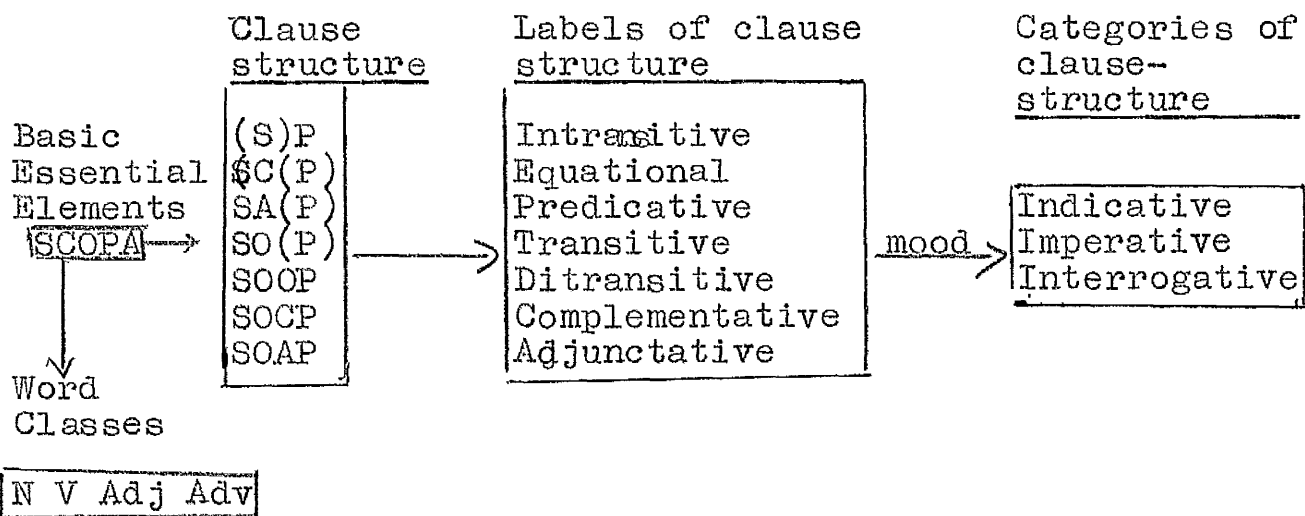 Clause
structure
Labels of clause
structure
Categories of
clause-
structure
Basic
Essential
Elements
SCOPA
(S)P
SC(P)
SA(P)
SO(P)
SOOP
SOCP
SOAP
Intransitive
Equational
Predicative
Transitive
Ditransitive
Complementative
Adjunctative
mood
Indicative
Imperative
Interrogative
Word
Classes
N V Adj Adv